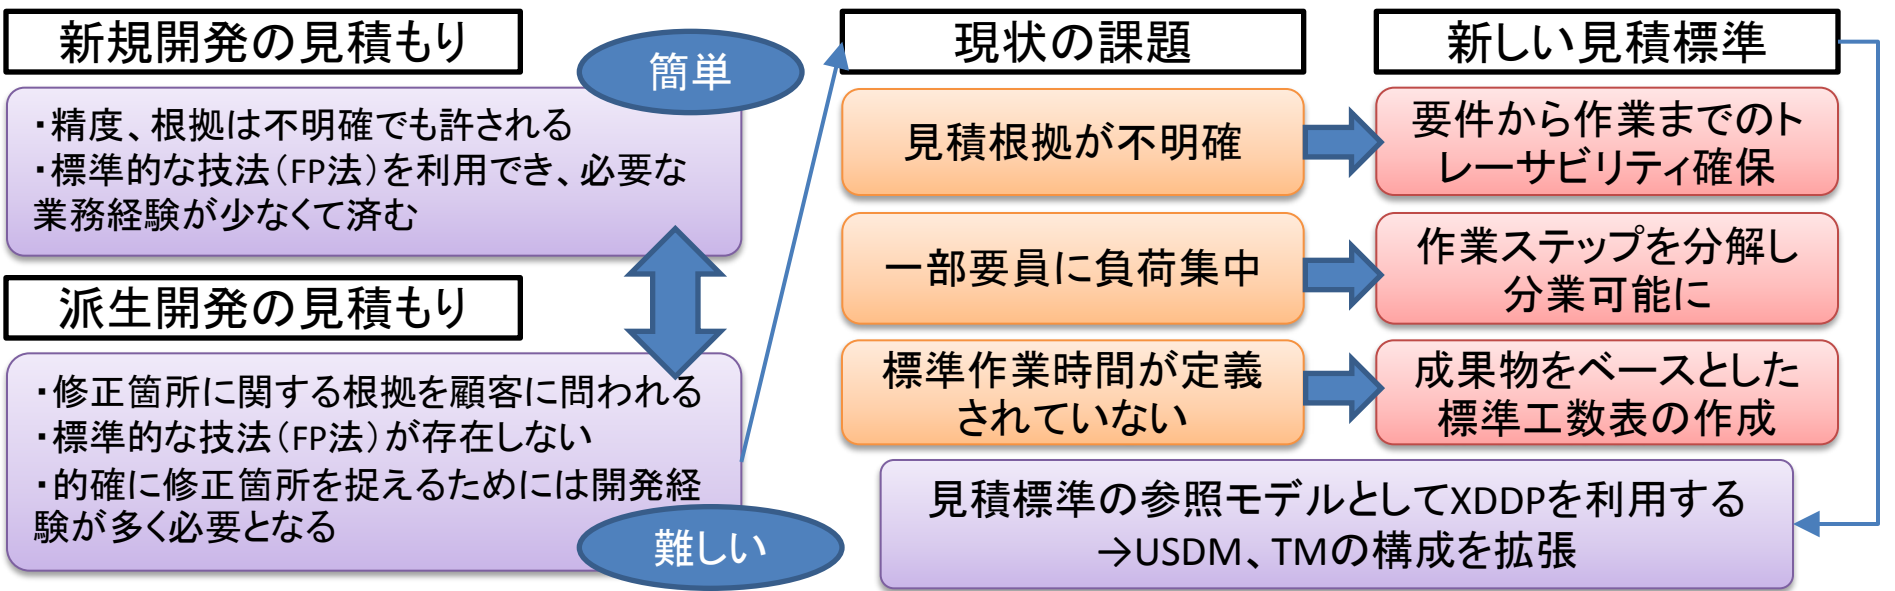 新規開発の見積もり
簡単
・精度、根拠は不明確でも許される
・標準的な技法（FP法）を利用でき、必要な
業務経験が少なくて済む
派生開発の見積もり
・修正箇所に関する根拠を顧客に問われる
・標準的な技法（FP法）が存在しない
・的確に修正箇所を捉えるためには開発経
験が多く必要となる
難しい
現状の課題
新しい見積標準
見積根拠が不明確
要件から作業までのト
レーサビリティ確保
一部要員に負荷集中
作業ステップを分解し
分業可能に
標準作業時間が定義
されていない
成果物をベースとした
標準工数表の作成
見積標準の参照モデルとしてXDDPを利用する
→USDM、TMの構成を拡張